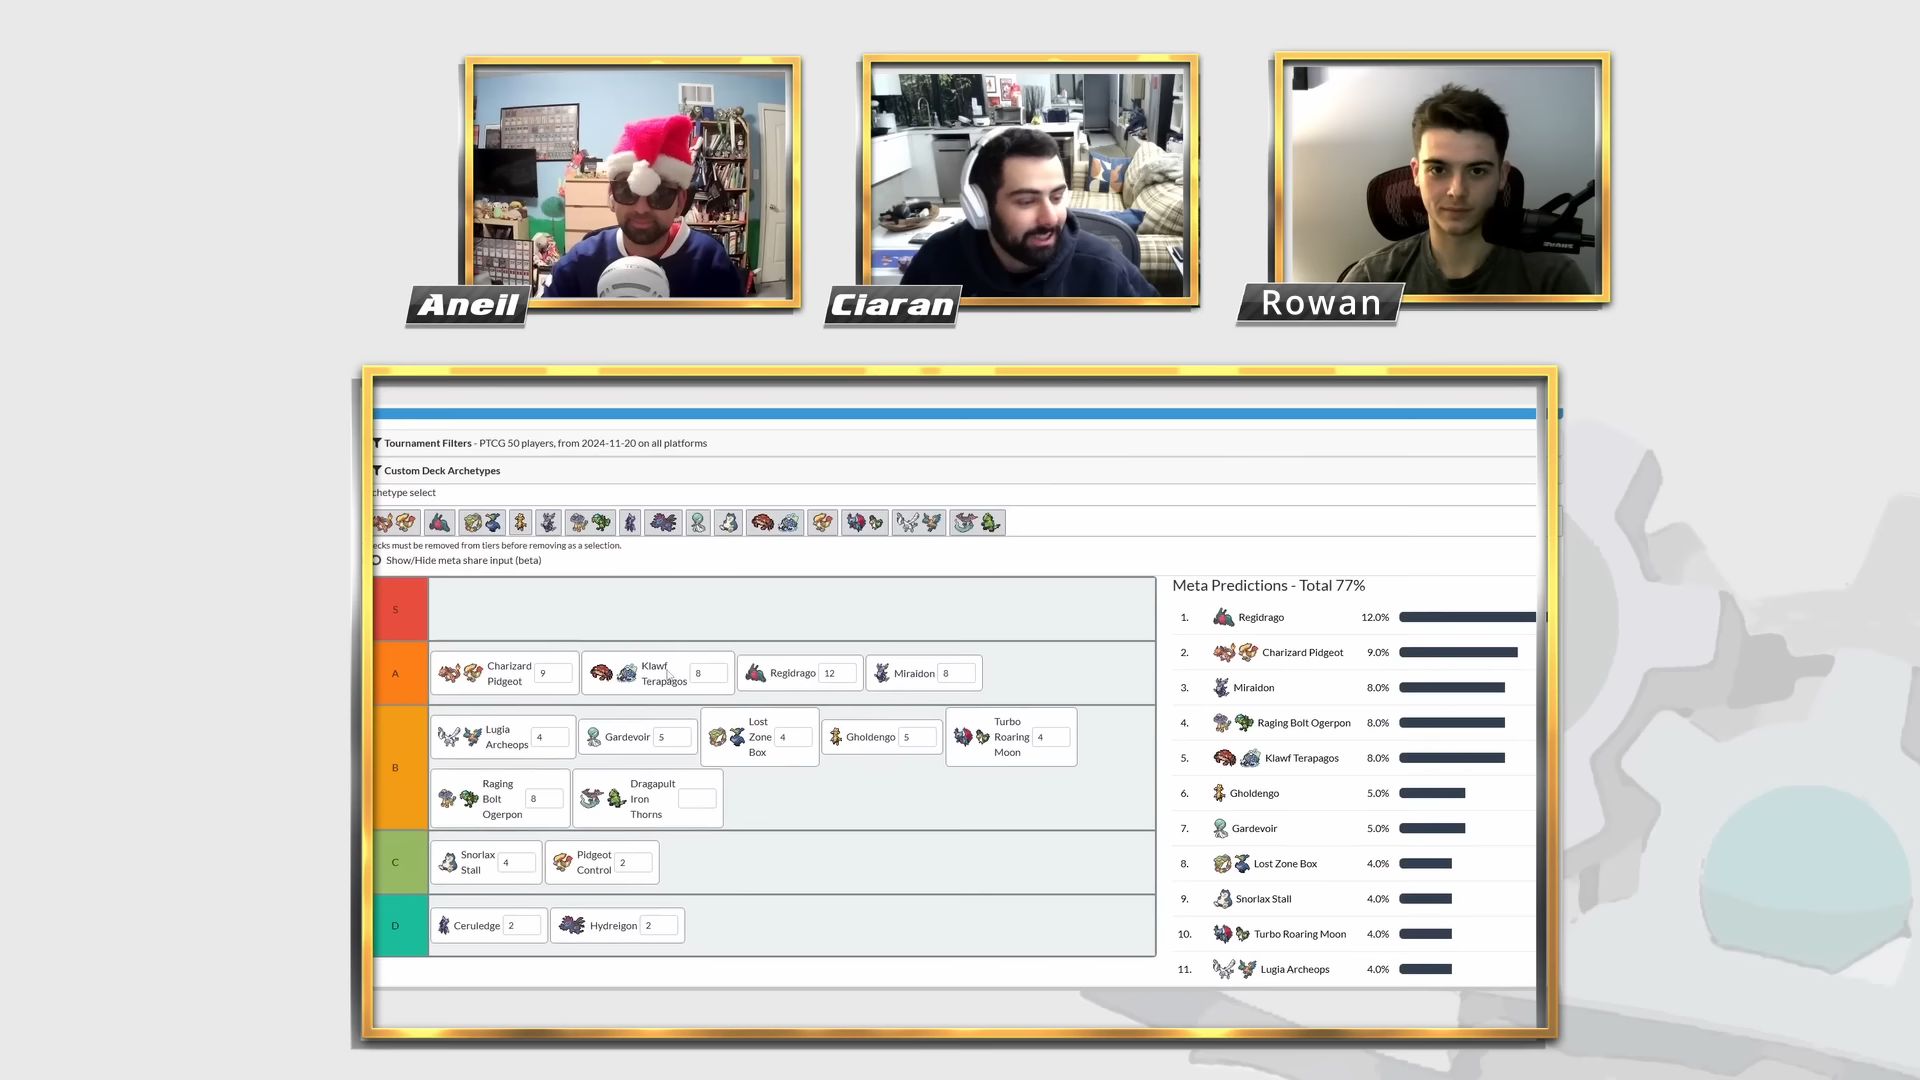 Aneil
Ciaran
Rowan
Tournament Filters - PTCG 50 players, from 2024-11-20 on all platforms
Custom Deck Archetypes
chetype select
ecks must be removed from tiers before removing as a selection.
Show/Hide meta share input (beta)
S
A
Charizard
Pidgeot
9
Klawf
Terapagos
8
Regidrago 12
Miraidon 8
B
Lugia
Archeops
4
Gardevoir 5
Lost
Zone
Box
4
Gholdengo 5
Turbo
Roaring
Moon
4
Raging
Bolt
Ogerpon
8
Dragapult
Iron
Thorns
C
Snorlax
Stall
4
Pidgeot
Control
2
D
Ceruledge 2
Hydreigon 2
Meta Predictions - Total 77%
1. Regidrago 12.0%
2. Charizard Pidgeot 9.0%
3. Miraidon 8.0%
4. Raging Bolt Ogerpon 8.0%
5. Klawf Terapagos 8.0%
6. Gholdengo 5.0%
7. Gardevoir 5.0%
8. Lost Zone Box 4.0%
9. Snorlax Stall 4.0%
10. Turbo Roaring Moon 4.0%
11. Lugia Archeops 4.0%